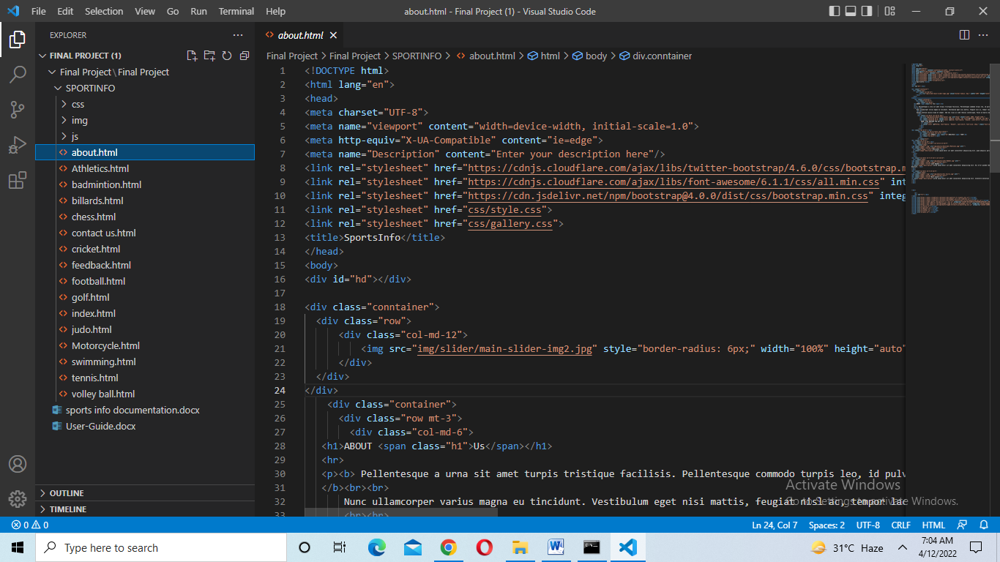 File Edit Selection View Go Run Terminal Help
about.html - Final Project (1) - Visual Studio Code
EXPLORER
FINAL PROJECT (1)
Final Project \ Final Project
SPORTINFO
css
img
js
about.html
Athletics.html
badmintion.html
billards.html
chess.html
contact us.html
cricket.html
feedback.html
football.html
golf.html
index.html
judo.html
Motorcycle.html
swimming.html
tennis.html
volley ball.html
sports info documentation.docx
User-Guide.docx
OUTLINE
TIMELINE
about.html
Final Project > Final Project > SPORTINFO > about.html > html > body > div.conntainer
1 <!DOCTYPE html>
2 <html lang="en">
3 <head>
4 <meta charset="UTF-8">
5 <meta name="viewport" content="width=device-width, initial-scale=1.0">
6 <meta http-equiv="X-UA-Compatible" content="ie=edge">
7 <meta name="Description" content="Enter your description here"/>
8 <link rel="stylesheet" href="https://cdnjs.cloudflare.com/ajax/libs/twitter-bootstrap/4.6.0/css/bootstrap.m
9 <link rel="stylesheet" href="https://cdnjs.cloudflare.com/ajax/libs/font-awesome/6.1.1/css/all.min.css" int
10 <link rel="stylesheet" href="https://cdn.jsdelivr.net/npm/bootstrap@4.0.0/dist/css/bootstrap.min.css" integ
11 <link rel="stylesheet" href="css/style.css">
12 <link rel="stylesheet" href="css/gallery.css">
13 <title>SportsInfo</title>
14 </head>
15 <body>
16 <div id="hd"></div>
17
18 <div class="conntainer">
19 <div class="row">
20 <div class="col-md-12">
21 <img src="img/slider/main-slider-img2.jpg" style="border-radius: 6px;" width="100%" height="auto"
22 </div>
23 </div>
24 </div>
25 <div class="container">
26 <div class="row mt-3">
27 <div class="col-md-6">
28 <h1>ABOUT <span class="h1">Us</span></h1>
29 <hr>
30 <p><b> Pellentesque a urna sit amet turpis tristique facilisis. Pellentesque commodo turpis leo, id pulv
31 </b><br><br>
32 Nunc ullamcorper varius magna eu tincidunt. Vestibulum eget nisi mattis, feugiat nisl ac, tempor lac
33 <br><br>
Activate Windows
Go to Settings to activate Windows.
0 0
Ln 24, Col 7 Spaces: 2 UTF-8 CRLF HTML
Type here to search
31°C Haze
7:04 AM
4/12/2022